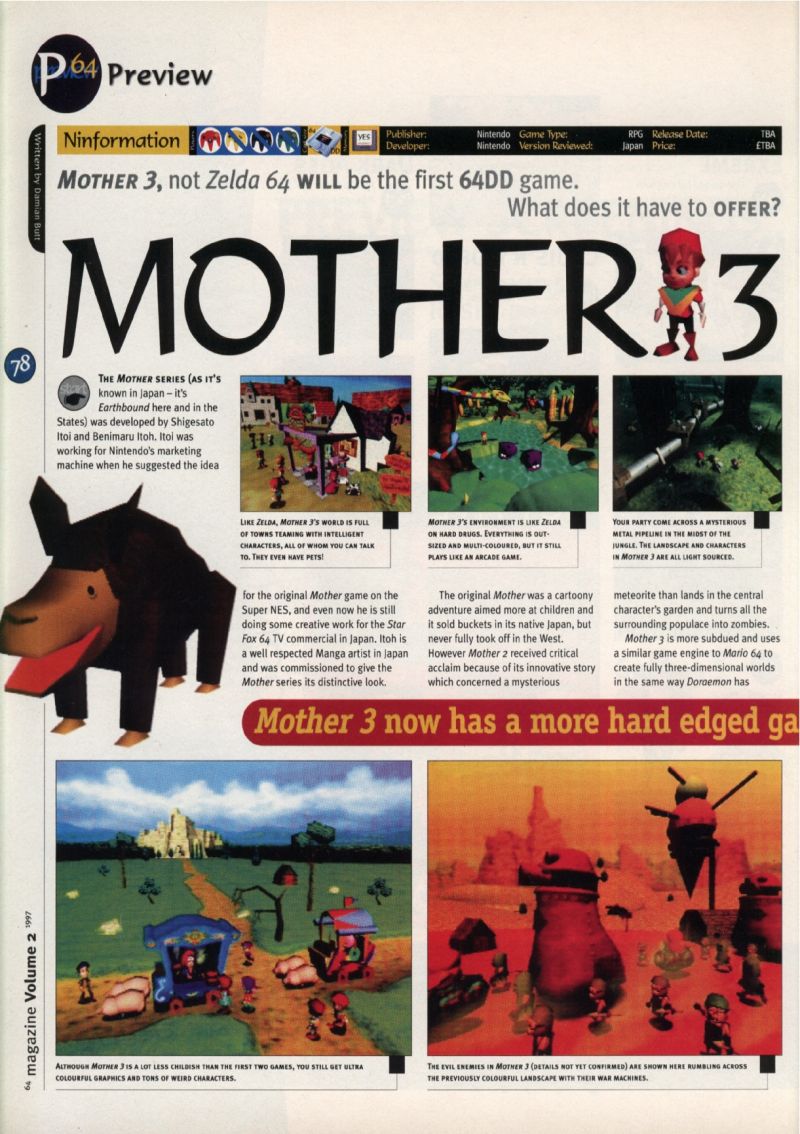 P64 Preview
preview
Written by Damian Butt
Ninformation
YES
Publisher: Nintendo Game Type: RPG Release Date: TBA
Developer: Nintendo Version Reviewed: Japan Price: £TBA
MOTHER 3, not Zelda 64 WILL be the first 64DD game.
What does it have to OFFER?
MOTHER 3
78
start
THE MOTHER SERIES (AS IT'S
known in Japan – it's
Earthbound here and in the
States) was developed by Shigesato
Itoi and Benimaru Itoh. Itoi was
working for Nintendo's marketing
machine when he suggested the idea
LIKE ZELDA, MOTHER 3'S WORLD IS FULL
OF TOWNS TEAMING WITH INTELLIGENT
CHARACTERS, ALL OF WHOM YOU CAN TALK
TO. THEY EVEN HAVE PETS!
MOTHER 3'S ENVIRONMENT IS LIKE ZELDA
ON HARD DRUGS. EVERYTHING IS OUT-
SIZED AND MULTI-COLOURED, BUT IT STILL
PLAYS LIKE AN ARCADE GAME.
YOUR PARTY COME ACROSS A MYSTERIOUS
METAL PIPELINE IN THE MIDST OF THE
JUNGLE. THE LANDSCAPE AND CHARACTERS
IN MOTHER 3 ARE ALL LIGHT SOURCED.
for the original Mother game on the
Super NES, and even now he is still
doing some creative work for the Star
Fox 64 TV commercial in Japan. Itoh is
a well respected Manga artist in Japan
and was commissioned to give the
Mother series its distinctive look.
The original Mother was a cartoony
adventure aimed more at children and
it sold buckets in its native Japan, but
never fully took off in the West.
However Mother 2 received critical
acclaim because of its innovative story
which concerned a mysterious
meteorite than lands in the central
character's garden and turns all the
surrounding populace into zombies.
Mother 3 is more subdued and uses
a similar game engine to Mario 64 to
create fully three-dimensional worlds
in the same way Doraemon has
Mother 3 now has a more hard edged ga
ALTHOUGH MOTHER 3 IS A LOT LESS CHILDISH THAN THE FIRST TWO GAMES, YOU STILL GET ULTRA
COLOURFUL GRAPHICS AND TONS OF WEIRD CHARACTERS.
THE EVIL ENEMIES IN MOTHER 3 (DETAILS NOT YET CONFIRMED) ARE SHOWN HERE RUMBLING ACROSS
THE PREVIOUSLY COLOURFUL LANDSCAPE WITH THEIR WAR MACHINES.
64 magazine Volume 2 1997